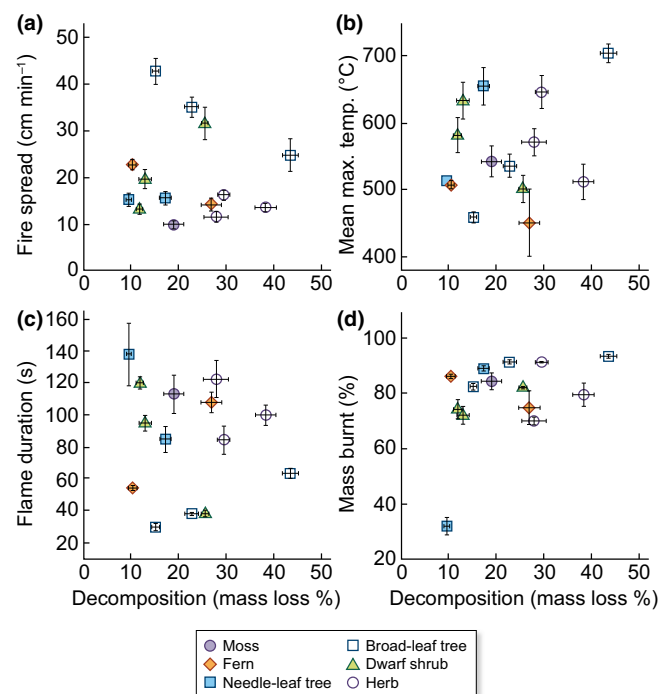 (a)
50
40
30
20
10
0
Fire spread (cm min⁻¹)
10 20 30 40 50
(b)
700
600
500
400
Mean max. temp. (°C)
10 20 30 40 50
(c)
160
140
120
100
80
60
40
20
Flame duration (s)
0 10 20 30 40 50
Decomposition (mass loss %)
(d)
100
80
60
40
20
Mass burnt (%)
0 10 20 30 40 50
Decomposition (mass loss %)
Moss
Fern
Needle-leaf tree
Broad-leaf tree
Dwarf shrub
Herb